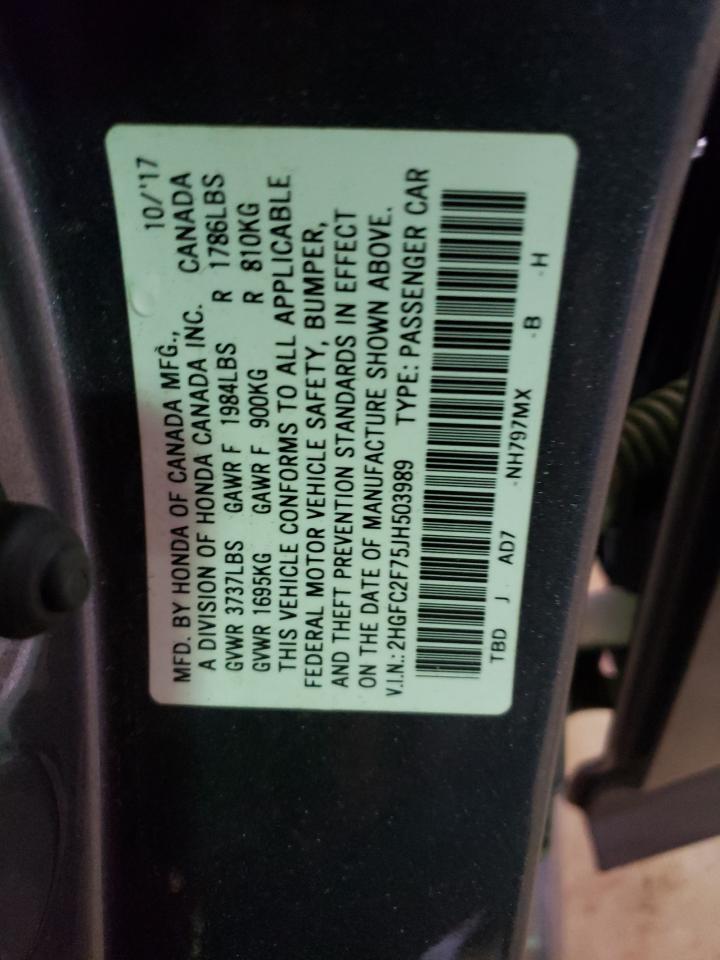 MFD. BY HONDA OF CANADA MFG., 10/'17
A DIVISION OF HONDA CANADA INC. CANADA
GVWR 3737LBS GAWR F 1984LBS R 1786LBS
GVWR 1695KG GAWR F 900KG R 810KG
THIS VEHICLE CONFORMS TO ALL APPLICABLE
FEDERAL MOTOR VEHICLE SAFETY, BUMPER,
AND THEFT PREVENTION STANDARDS IN EFFECT
ON THE DATE OF MANUFACTURE SHOWN ABOVE.
V.I.N.: 2HGFC2F75JH503989 TYPE: PASSENGER CAR
TBD J AD7 -NH797MX -B -H